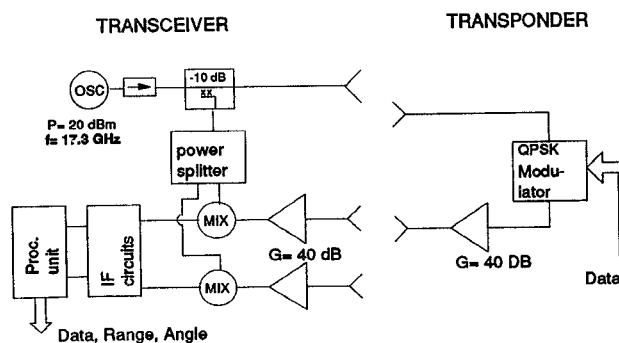 TRANSCEIVER
TRANSPONDER
OSC
-10 dB
xx
P= 20 dBm
f= 17.3 GHz
power
splitter
QPSK
Modu-
lator
Proc.
unit
IF
circuits
MIX
G= 40 dB
MIX
G= 40 DB
Data
Data, Range, Angle